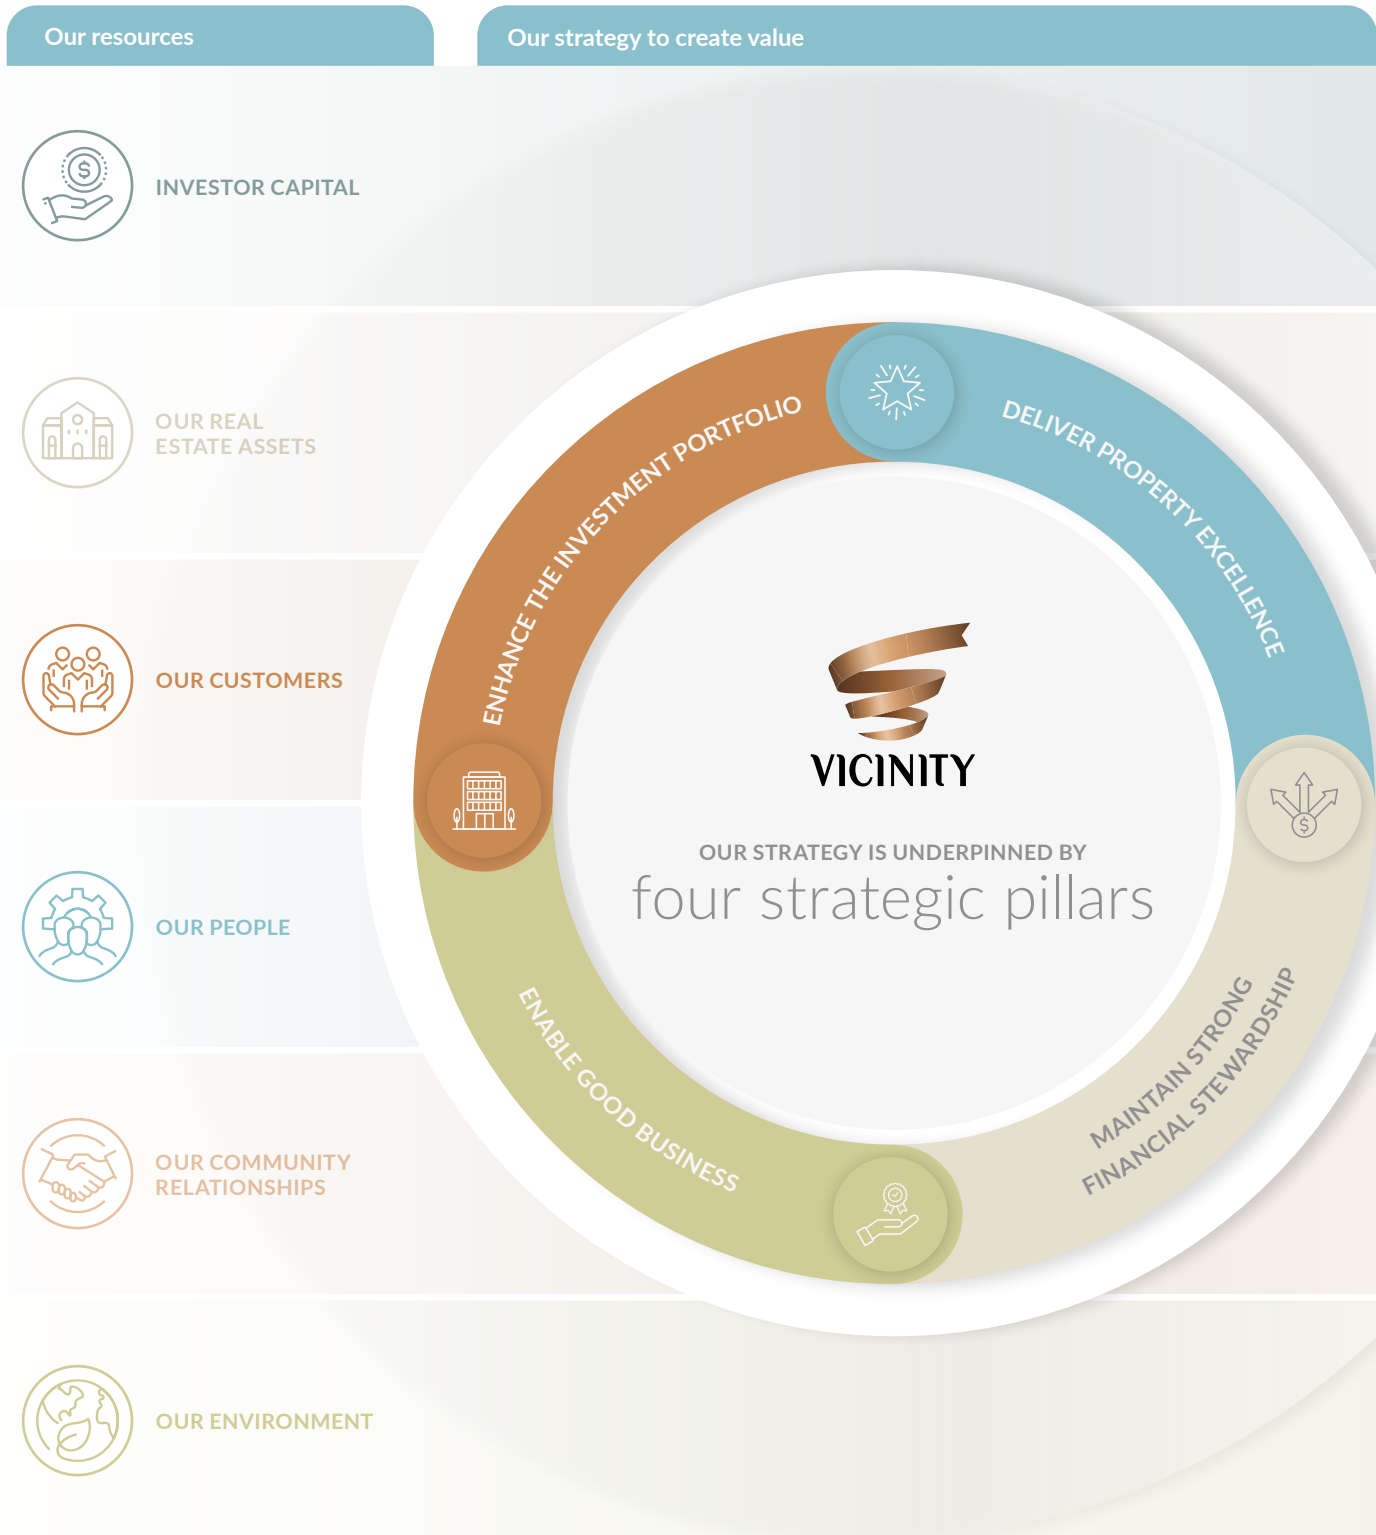 Our resources
Our strategy to create value
INVESTOR CAPITAL
OUR REAL
ESTATE ASSETS
OUR CUSTOMERS
OUR PEOPLE
OUR COMMUNITY
RELATIONSHIPS
OUR ENVIRONMENT
ENHANCE THE INVESTMENT PORTFOLIO
DELIVER PROPERTY EXCELLENCE
VICINITY
OUR STRATEGY IS UNDERPINNED BY
four strategic pillars
ENABLE GOOD BUSINESS
MAINTAIN STRONG
FINANCIAL STEWARDSHIP
$
$